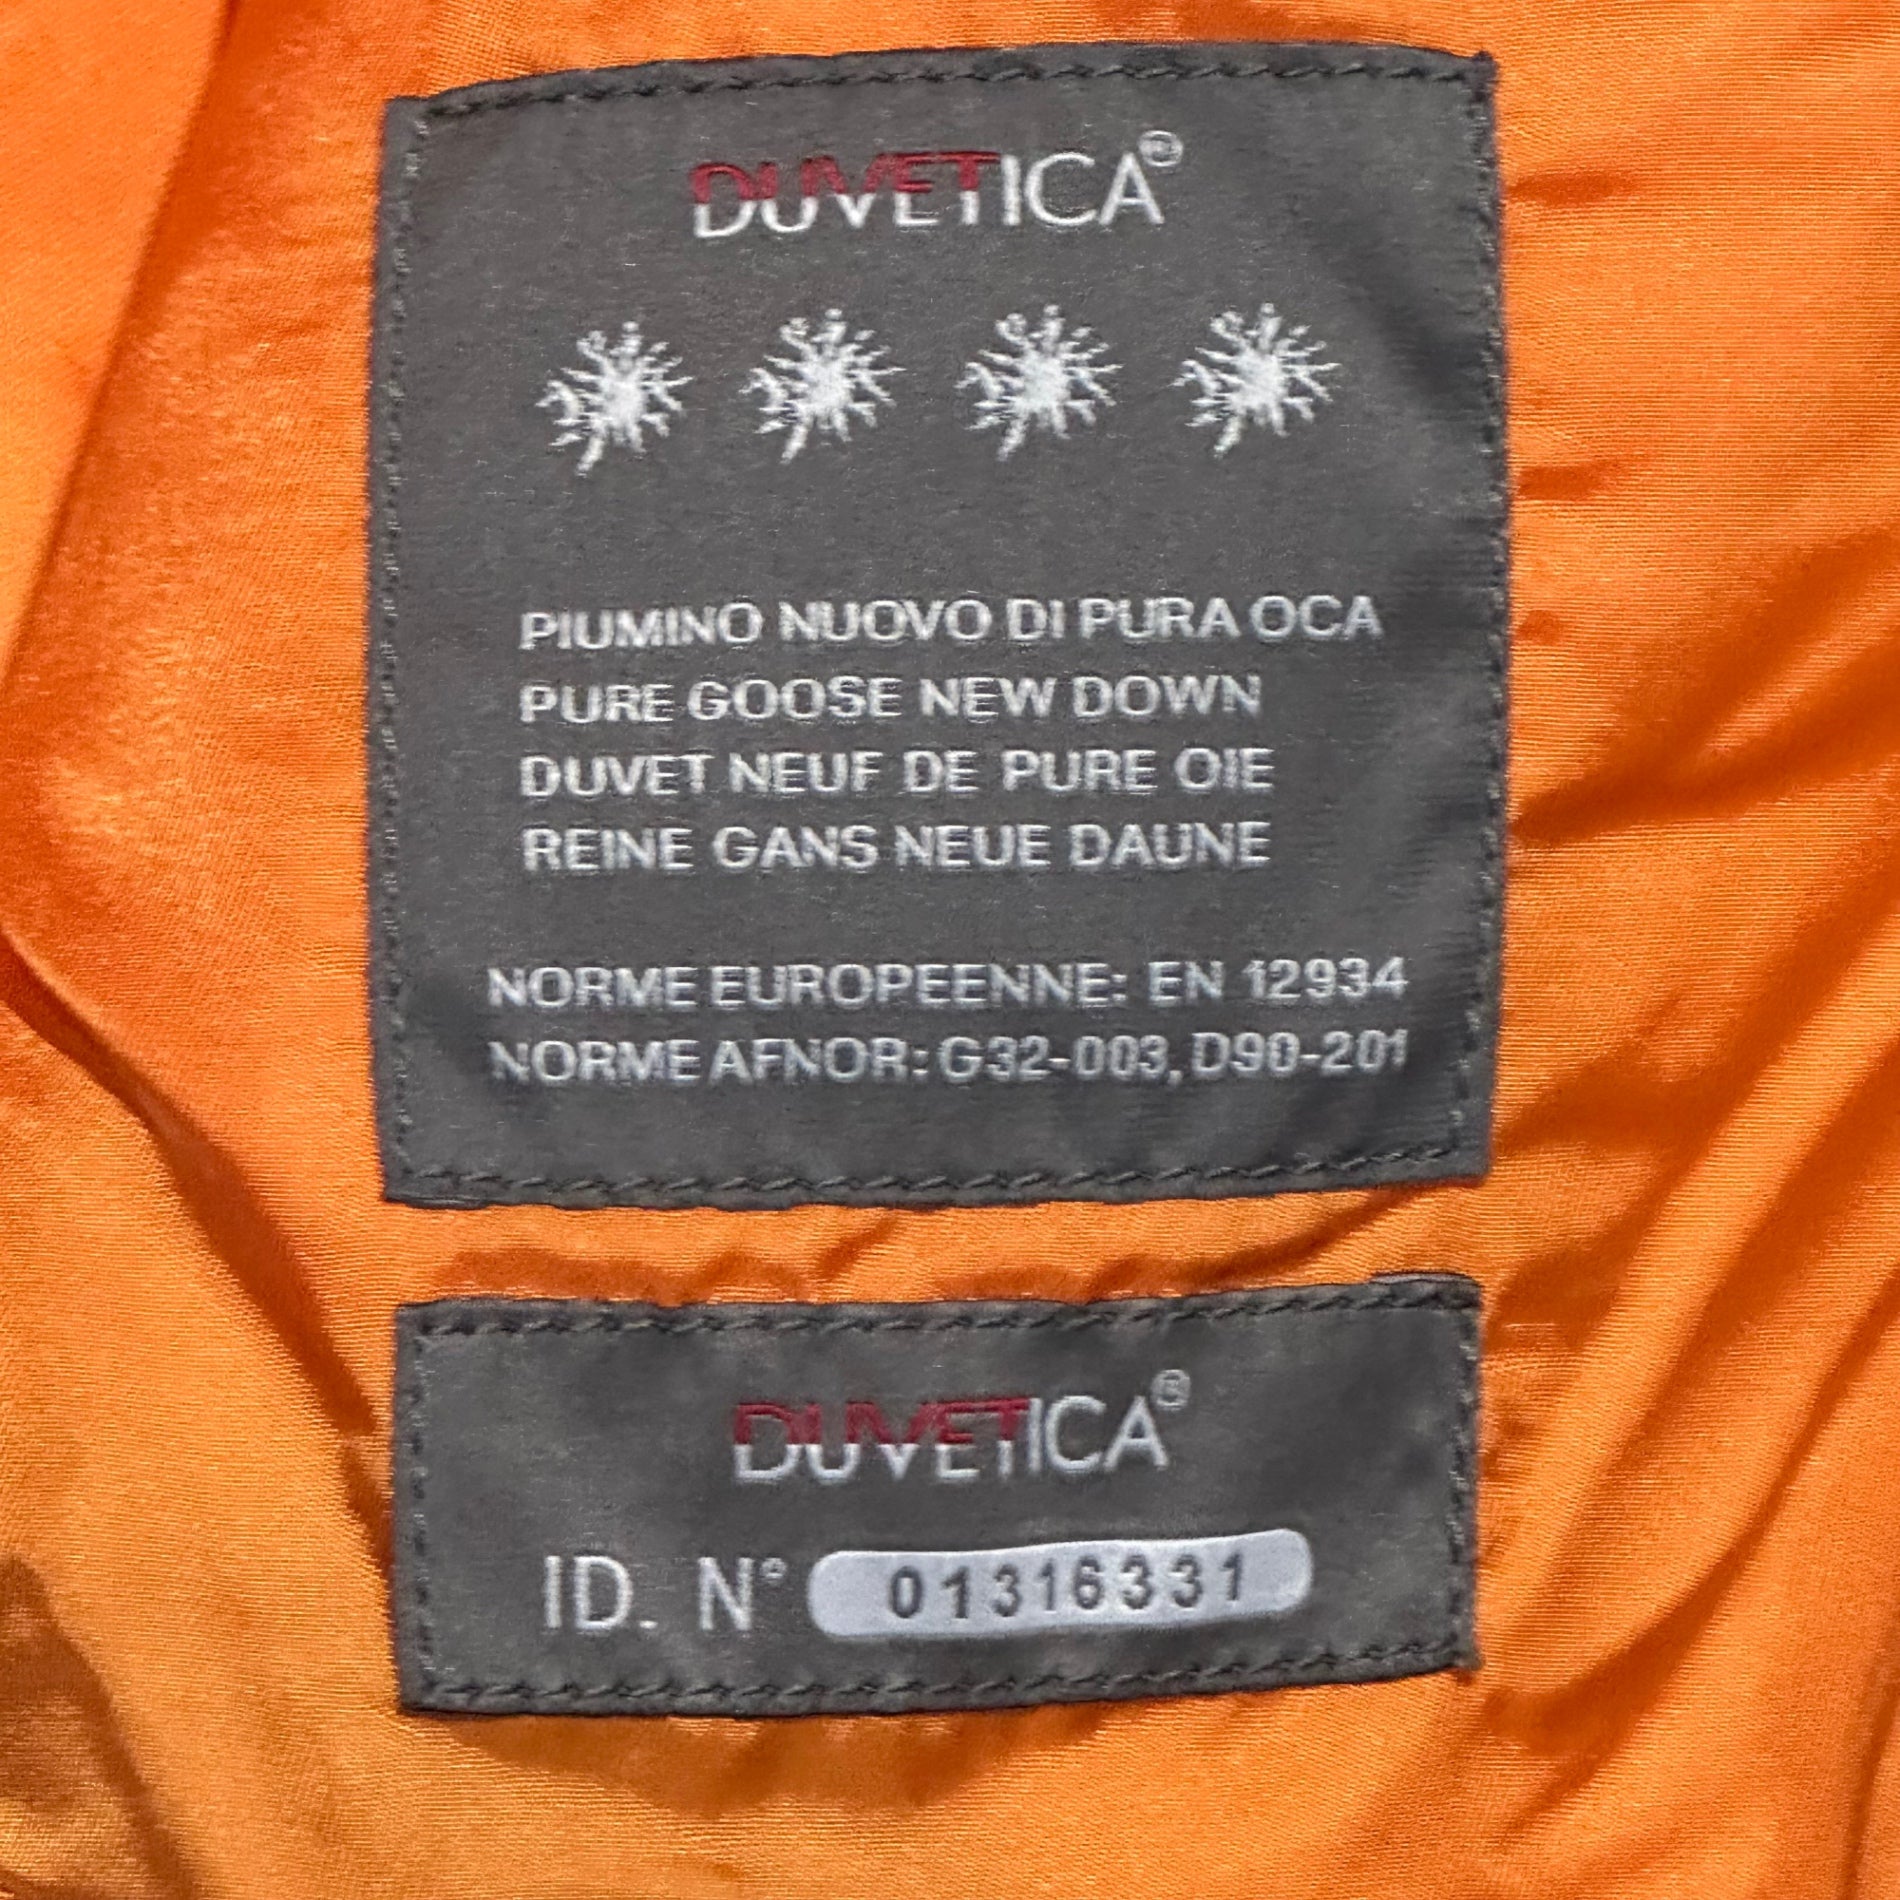 DUVETICA®
PIUMINO NUOVO DI PURA OCA
PURE GOOSE NEW DOWN
DUVET NEUF DE PURE OIE
REINE GANS NEUE DAUNE
NORME EUROPEENNE: EN 12934
NORME AFNOR: G32-003, D90-201
DUVETICA®
ID. N° 01316331